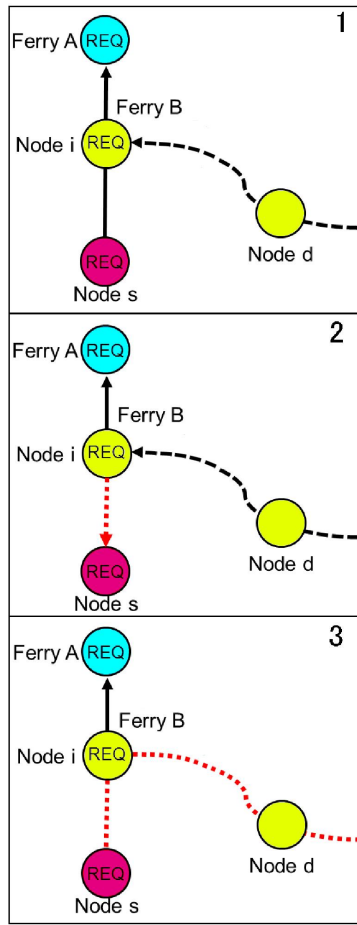 1
Ferry A REQ
Ferry B
Node i REQ
Node d
REQ
Node s
2
Ferry A REQ
Ferry B
Node i REQ
Node d
REQ
Node s
3
Ferry A REQ
Ferry B
Node i REQ
Node d
REQ
Node s